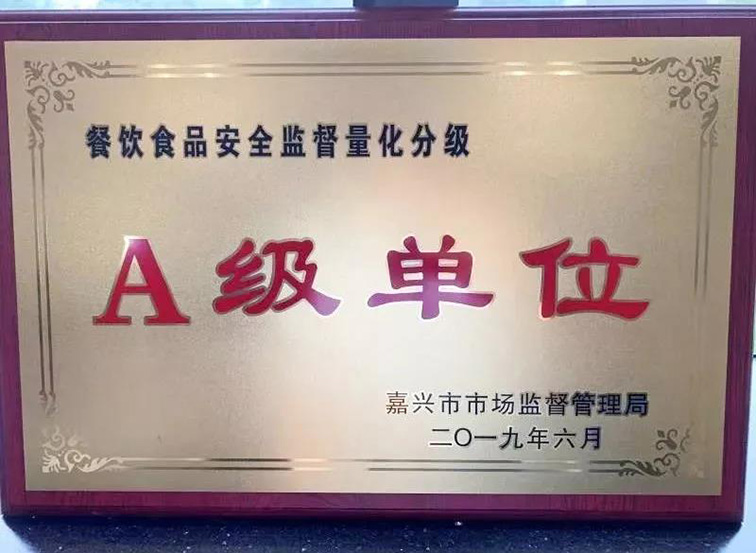 餐饮食品安全监督量化分级
A级单位
嘉兴市市场监督管理局
二〇一九年六月